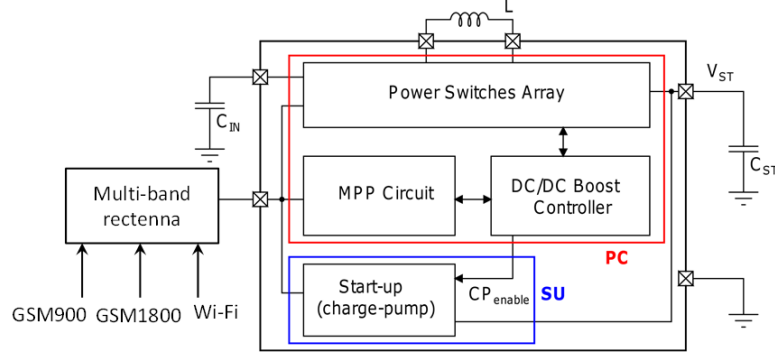 L
Power Switches Array
V_ST
C_IN
C_ST
Multi-band
rectenna
MPP Circuit
DC/DC Boost
Controller
PC
Start-up
(charge-pump)
CP_enable
SU
GSM900
GSM1800
Wi-Fi